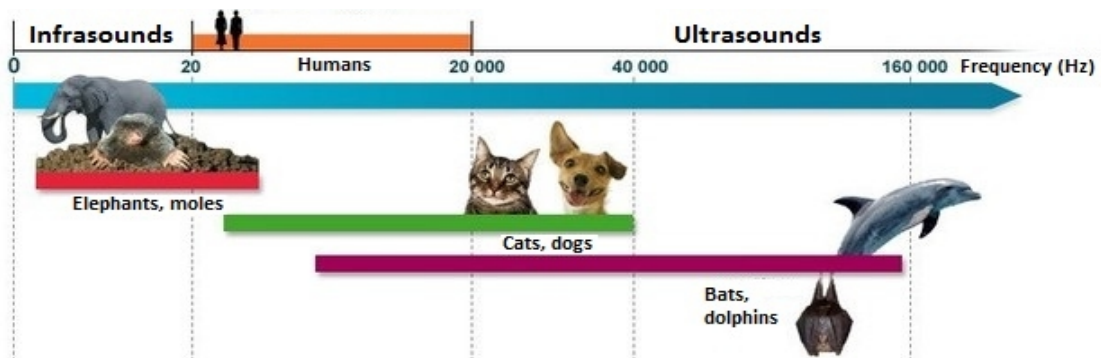 Infrasounds
Ultrasounds
Humans
0
20
20 000
40 000
160 000
Frequency (Hz)
Elephants, moles
Cats, dogs
Bats,
dolphins